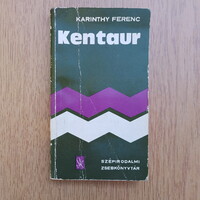 KARINTHY FERENC
Kentaur
SZÉPIRODALMI
ZSEBKÖNYVTÁR